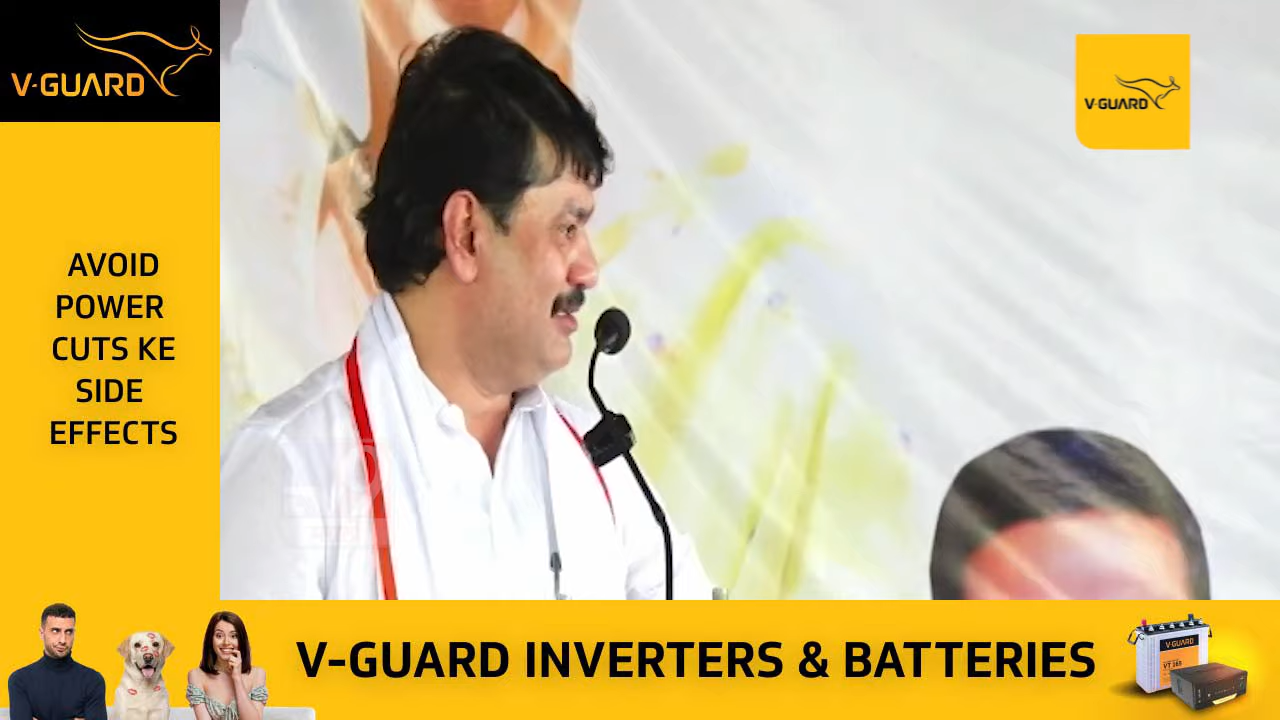 V-GUARD
V-GUARD
AVOID
POWER
CUTS KE
SIDE
EFFECTS
V-GUARD INVERTERS & BATTERIES
V-GUARD